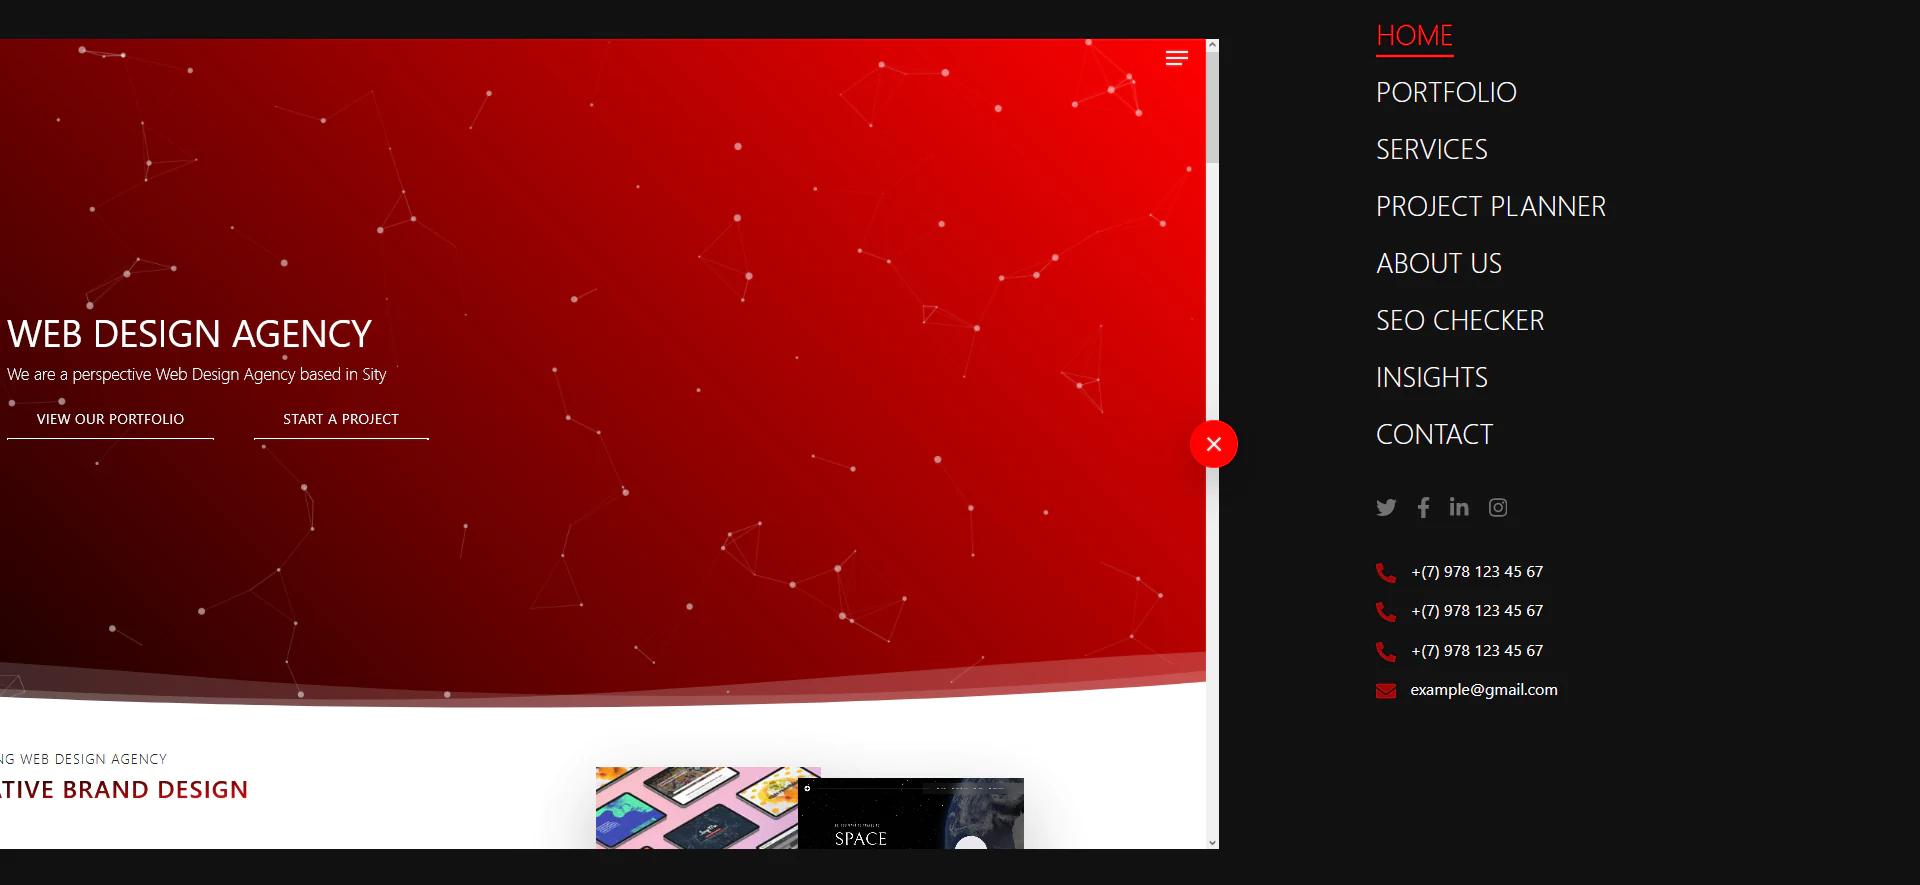 WEB DESIGN AGENCY
We are a perspective Web Design Agency based in Sity
VIEW OUR PORTFOLIO
START A PROJECT
NG WEB DESIGN AGENCY
ATIVE BRAND DESIGN
SPACE
HOME
PORTFOLIO
SERVICES
PROJECT PLANNER
ABOUT US
SEO CHECKER
INSIGHTS
CONTACT
+(7) 978 123 45 67
+(7) 978 123 45 67
+(7) 978 123 45 67
example@gmail.com